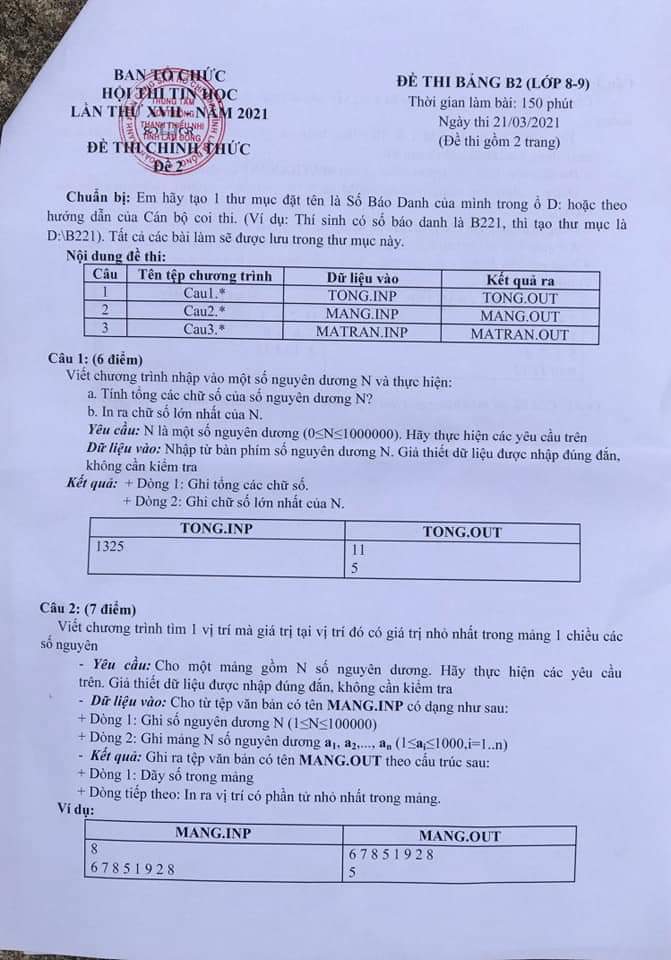 BAN TỔ CHỨC
HỘI THI TIN HỌC
LẦN THỨ XVII - NĂM 2021
ĐỀ THI CHÍNH THỨC
Đề 2
ĐỀ THI BẢNG B2 (LỚP 8-9)
Thời gian làm bài: 150 phút
Ngày thi 21/03/2021
(Đề thi gồm 2 trang)
TRUNG TÂM
THANH THIẾU NHI
TỈNH LÂM ĐỒNG
Chuẩn bị: Em hãy tạo 1 thư mục đặt tên là Số Báo Danh của mình trong ổ D: hoặc theo
hướng dẫn của Cán bộ coi thi. (Ví dụ: Thí sinh có số báo danh là B221, thì tạo thư mục là
D:\B221). Tất cả các bài làm sẽ được lưu trong thư mục này.
Nội dung đề thi:
Câu Tên tệp chương trình Dữ liệu vào Kết quả ra
1 Cau1.* TONG.INP TONG.OUT
2 Cau2.* MANG.INP MANG.OUT
3 Cau3.* MATRAN.INP MATRAN.OUT
Câu 1: (6 điểm)
Viết chương trình nhập vào một số nguyên dương N và thực hiện:
a. Tính tổng các chữ số của số nguyên dương N?
b. In ra chữ số lớn nhất của N.
Yêu cầu: N là một số nguyên dương (0≤N≤1000000). Hãy thực hiện các yêu cầu trên
Dữ liệu vào: Nhập từ bàn phím số nguyên dương N. Giả thiết dữ liệu được nhập đúng đắn,
không cần kiểm tra
Kết quả: + Dòng 1: Ghi tổng các chữ số.
+ Dòng 2: Ghi chữ số lớn nhất của N.
TONG.INP TONG.OUT
1325 11
5
Câu 2: (7 điểm)
Viết chương trình tìm 1 vị trí mà giá trị tại vị trí đó có giá trị nhỏ nhất trong mảng 1 chiều các
số nguyên
- Yêu cầu: Cho một mảng gồm N số nguyên dương. Hãy thực hiện các yêu cầu
trên. Giả thiết dữ liệu được nhập đúng đắn, không cần kiểm tra
- Dữ liệu vào: Cho từ tệp văn bản có tên MANG.INP có dạng như sau:
+ Dòng 1: Ghi số nguyên dương N (1≤N≤100000)
+ Dòng 2: Ghi mảng N số nguyên dương a₁, a₂,..., aₙ (1≤aᵢ≤1000,i=1..n)
- Kết quả: Ghi ra tệp văn bản có tên MANG.OUT theo cấu trúc sau:
+ Dòng 1: Dãy số trong mảng
+ Dòng tiếp theo: In ra vị trí có phần tử nhỏ nhất trong mảng.
Ví dụ:
MANG.INP MANG.OUT
8 6 7 8 5 1 9 2 8
6 7 8 5 1 9 2 8 5